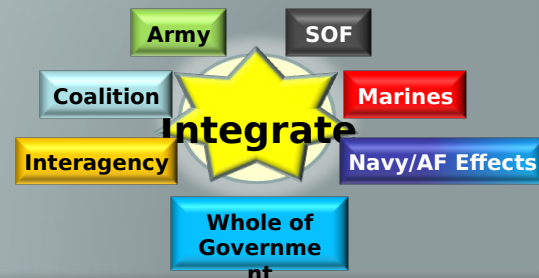 Army
SOF
Coalition
Marines
Integrate
Interagency
Navy/AF Effects
Whole of
Governme
nt